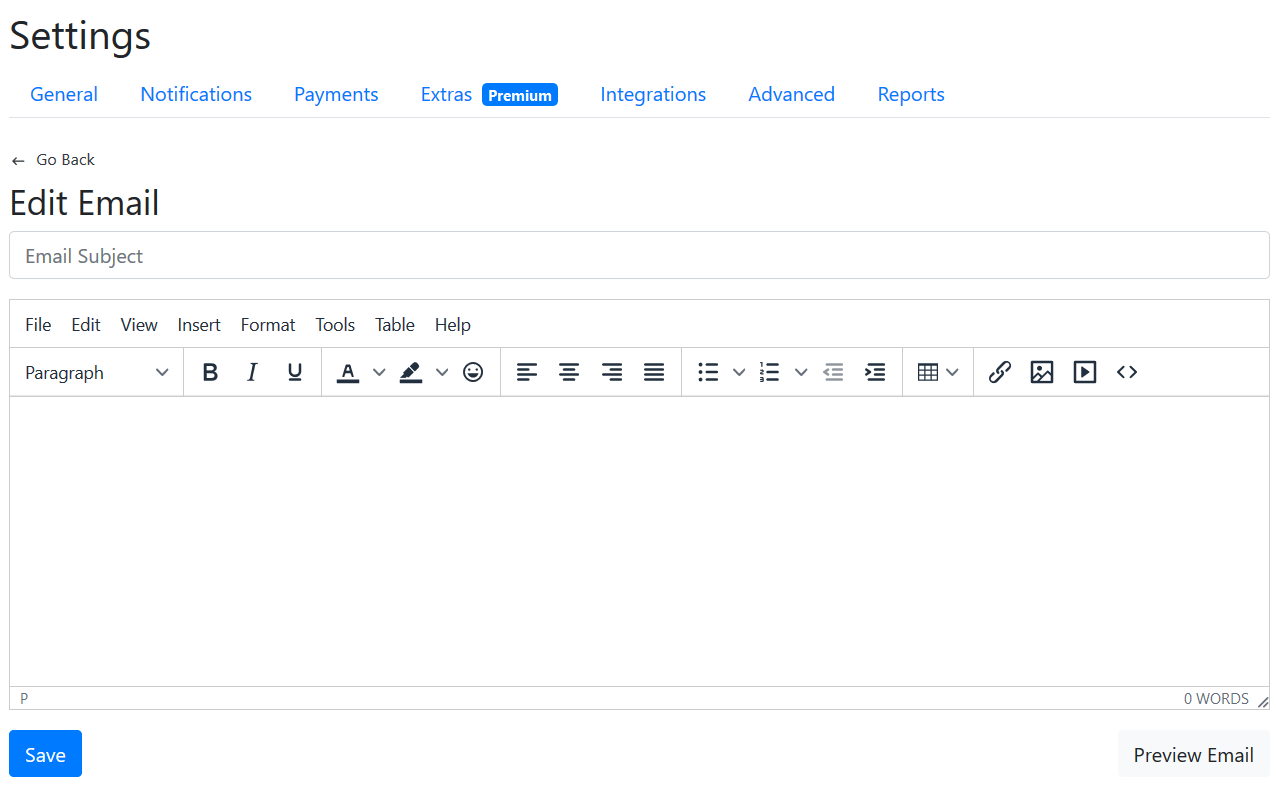 Settings
General Notifications Payments Extras Premium Integrations Advanced Reports
← Go Back
Edit Email
Email Subject
File Edit View Insert Format Tools Table Help
Paragraph B I U A
P 0 WORDS
Save Preview Email